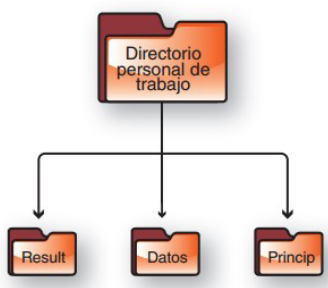 Directorio
personal de
trabajo
Result
Datos
Princip